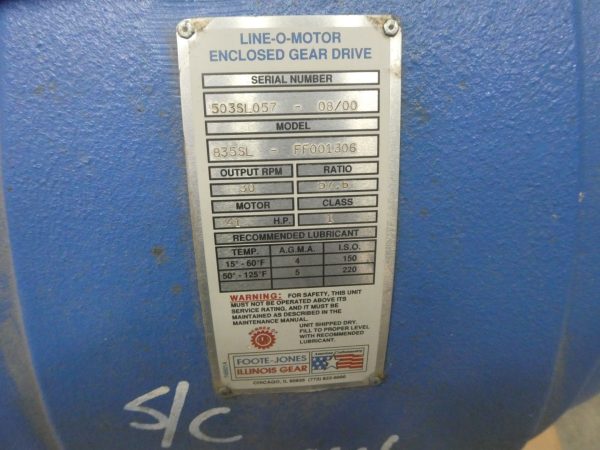 LINE-O-MOTOR
ENCLOSED GEAR DRIVE
SERIAL NUMBER
503SL057 - 08/00
MODEL
835SL - FF001306
OUTPUT RPM RATIO
30 57.6
MOTOR CLASS
41 H.P. 1
RECOMMENDED LUBRICANT
TEMP. A.G.M.A. I.S.O.
15° - 60°F 4 150
50° - 125°F 5 220
WARNING: FOR SAFETY, THIS UNIT
MUST NOT BE OPERATED ABOVE ITS
SERVICE RATING, AND IT MUST BE
MAINTAINED AS DESCRIBED IN THE
MAINTENANCE MANUAL.
UNIT SHIPPED DRY.
FILL TO PROPER LEVEL
WITH RECOMMENDED
LUBRICANT.
FOOTE-JONES
ILLINOIS GEAR
S/C